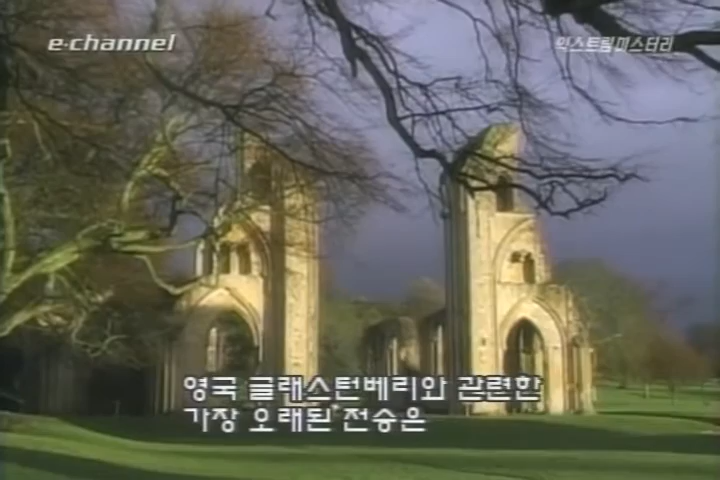 e·channel
익스트림미스터리
영국 글랜스턴베리와 관련한
가장 오래된 전승은